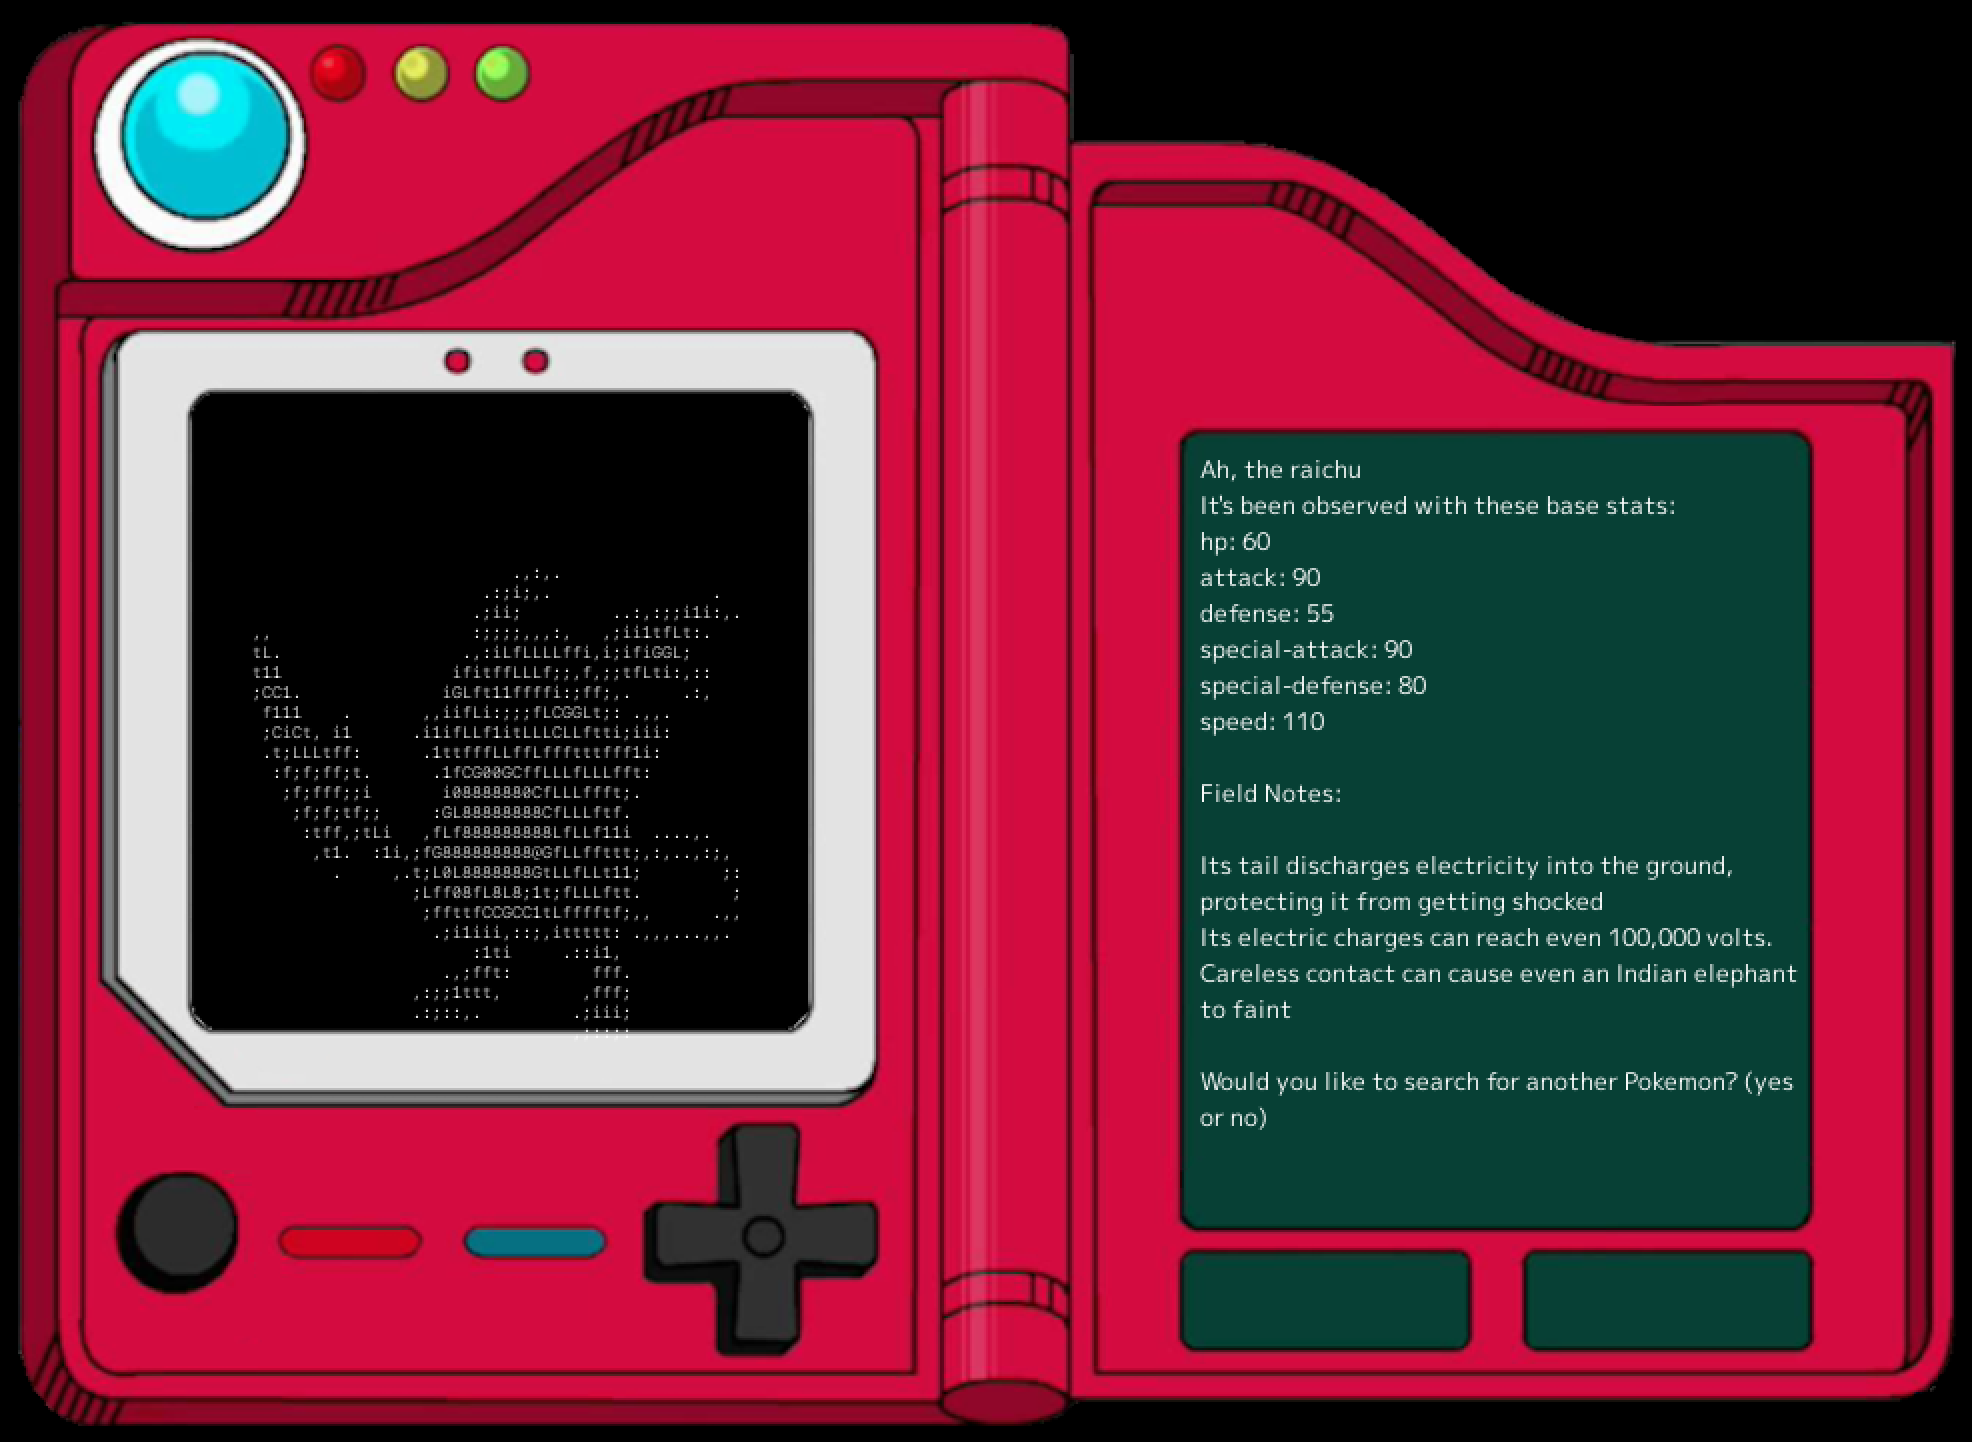 Ah, the raichu
It's been observed with these base stats:
hp: 60
attack: 90
defense: 55
special-attack: 90
special-defense: 80
speed: 110
Field Notes:
Its tail discharges electricity into the ground,
protecting it from getting shocked
Its electric charges can reach even 100,000 volts.
Careless contact can cause even an Indian elephant
to faint
Would you like to search for another Pokemon? (yes
or no)